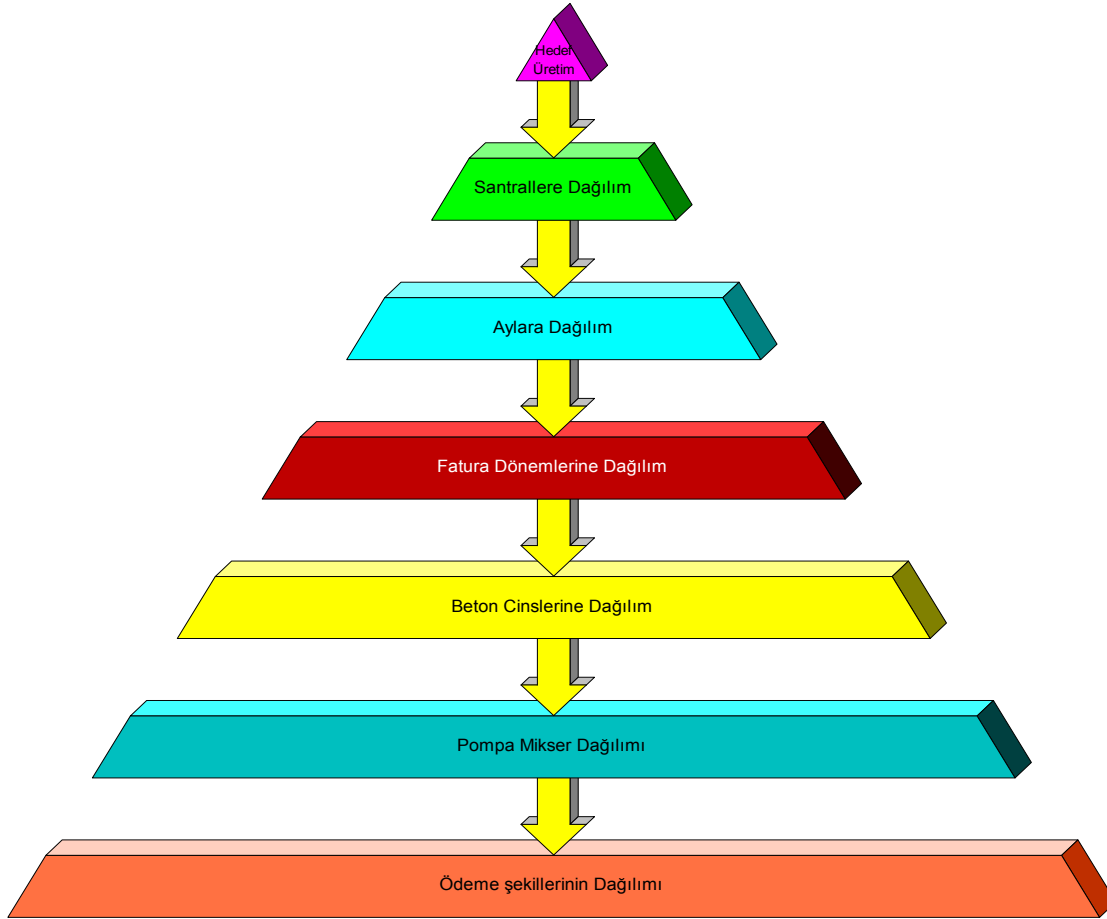 Hedef
Üretim
Santrallere Dağılım
Aylara Dağılım
Fatura Dönemlerine Dağılım
Beton Cinslerine Dağılım
Pompa Mikser Dağılımı
Ödeme şekillerinin Dağılımı